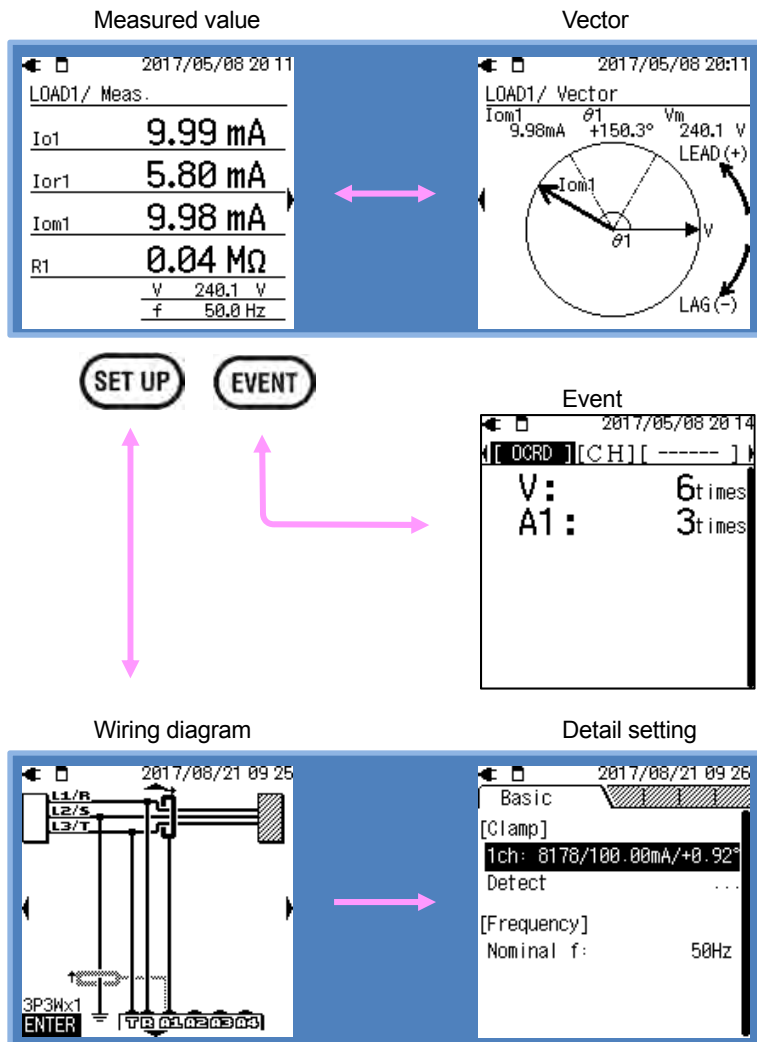 Measured value
Vector
2017/05/08 20 11
LOAD1/ Meas.
Io1 9.99 mA
Ior1 5.80 mA
Iom1 9.98 mA
R1 0.04 MΩ
V 240.1 V
f 50.0 Hz
2017/05/08 20:11
LOAD1/ Vector
Iom1 θ1 Vm
9.98mA +150.3° 240.1 V
LEAD(+)
Iom1
V
θ1
LAG(-)
SET UP
EVENT
Event
2017/05/08 20 14
[ OCRD ][CH][ ------ ]
V: 6times
A1: 3times
Wiring diagram
Detail setting
2017/08/21 09 25
L1/R
L2/S
L3/T
3P3Wx1
ENTER
T R A1 A2 A3 A4
2017/08/21 09 26
Basic
[Clamp]
1ch: 8178/100.00mA/+0.92°
Detect ...
[Frequency]
Nominal f: 50Hz